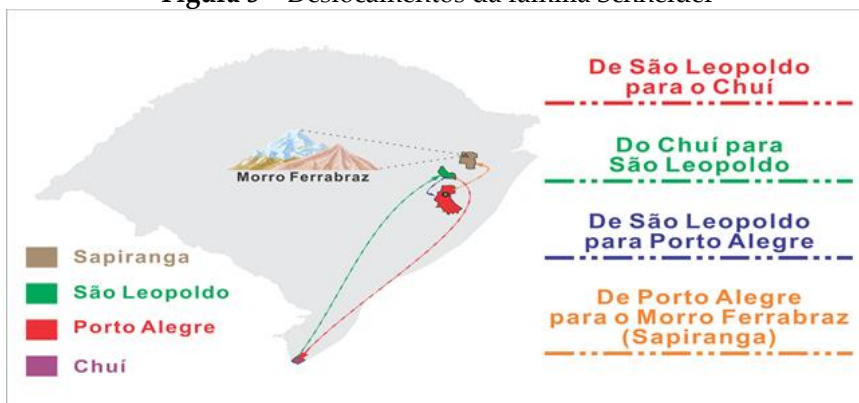 Morro Ferrabraz
Sapiranga
São Leopoldo
Porto Alegre
Chuí
De São Leopoldo
para o Chuí
Do Chuí para
São Leopoldo
De São Leopoldo
para Porto Alegre
De Porto Alegre
para o Morro Ferrabraz
(Sapiranga)